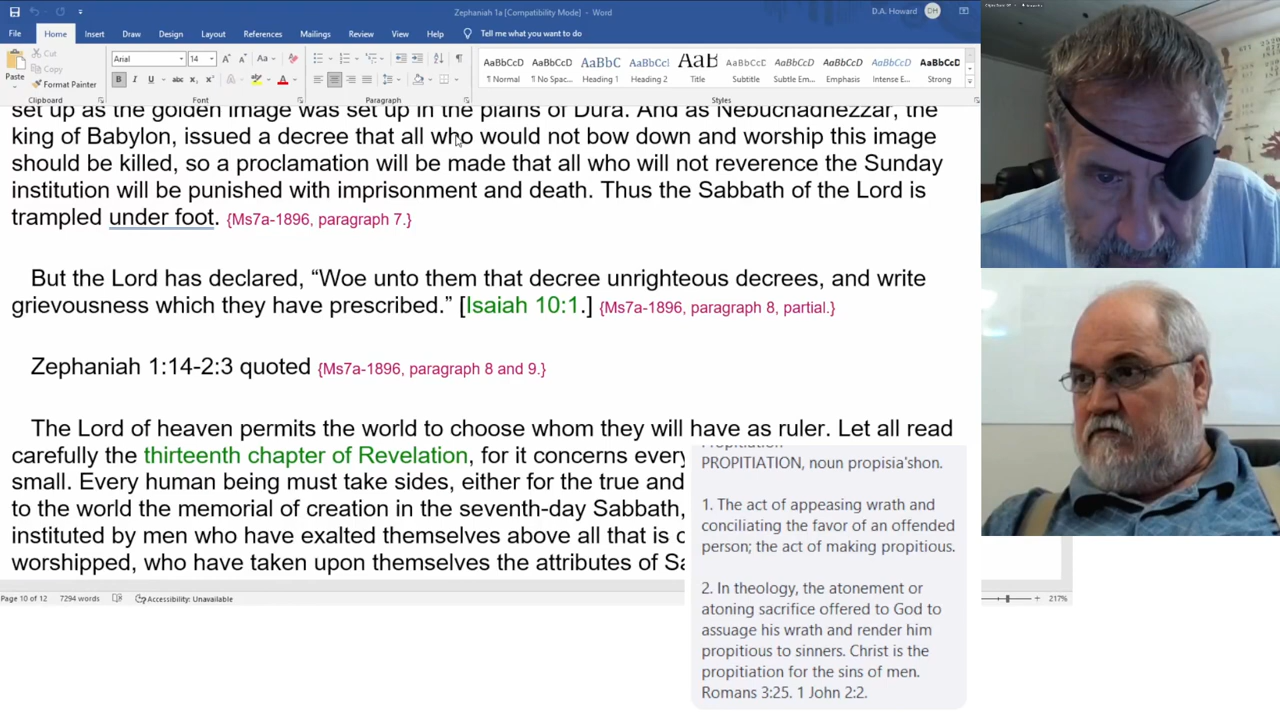 Zephaniah 1a [Compatibility Mode] - Word
D.A. Howard
DH
File Home Insert Draw Design Layout References Mailings Review View Help Tell me what you want to do
Paste
Cut
Copy
Format Painter
Clipboard
Arial 14
Font
Paragraph
AaBbCcD AaBbCcD AaBbC AaBbCcI AaB AaBbCcD AaBbCcD AaBbCcD AaBbCcD AaBbCcD
¶ Normal ¶ No Spac... Heading 1 Heading 2 Title Subtitle Subtle Em... Emphasis Intense E... Strong
Styles
set up as the golden image was set up in the plains of Dura. And as Nebuchadnezzar, the
king of Babylon, issued a decree that all who would not bow down and worship this image
should be killed, so a proclamation will be made that all who will not reverence the Sunday
institution will be punished with imprisonment and death. Thus the Sabbath of the Lord is
trampled under foot. {Ms7a-1896, paragraph 7.}
But the Lord has declared, “Woe unto them that decree unrighteous decrees, and write
grievousness which they have prescribed.” [Isaiah 10:1.] {Ms7a-1896, paragraph 8, partial.}
Zephaniah 1:14-2:3 quoted {Ms7a-1896, paragraph 8 and 9.}
The Lord of heaven permits the world to choose whom they will have as ruler. Let all read
carefully the thirteenth chapter of Revelation, for it concerns every
small. Every human being must take sides, either for the true and
to the world the memorial of creation in the seventh-day Sabbath,
instituted by men who have exalted themselves above all that is
worshipped, who have taken upon themselves the attributes of
PROPITIATION, noun propisia'shon.
1. The act of appeasing wrath and
conciliating the favor of an offended
person; the act of making propitious.
2. In theology, the atonement or
atoning sacrifice offered to God to
assuage his wrath and render him
propitious to sinners. Christ is the
propitiation for the sins of men.
Romans 3:25. 1 John 2:2.
Page 10 of 12 7294 words Accessibility: Unavailable
217%